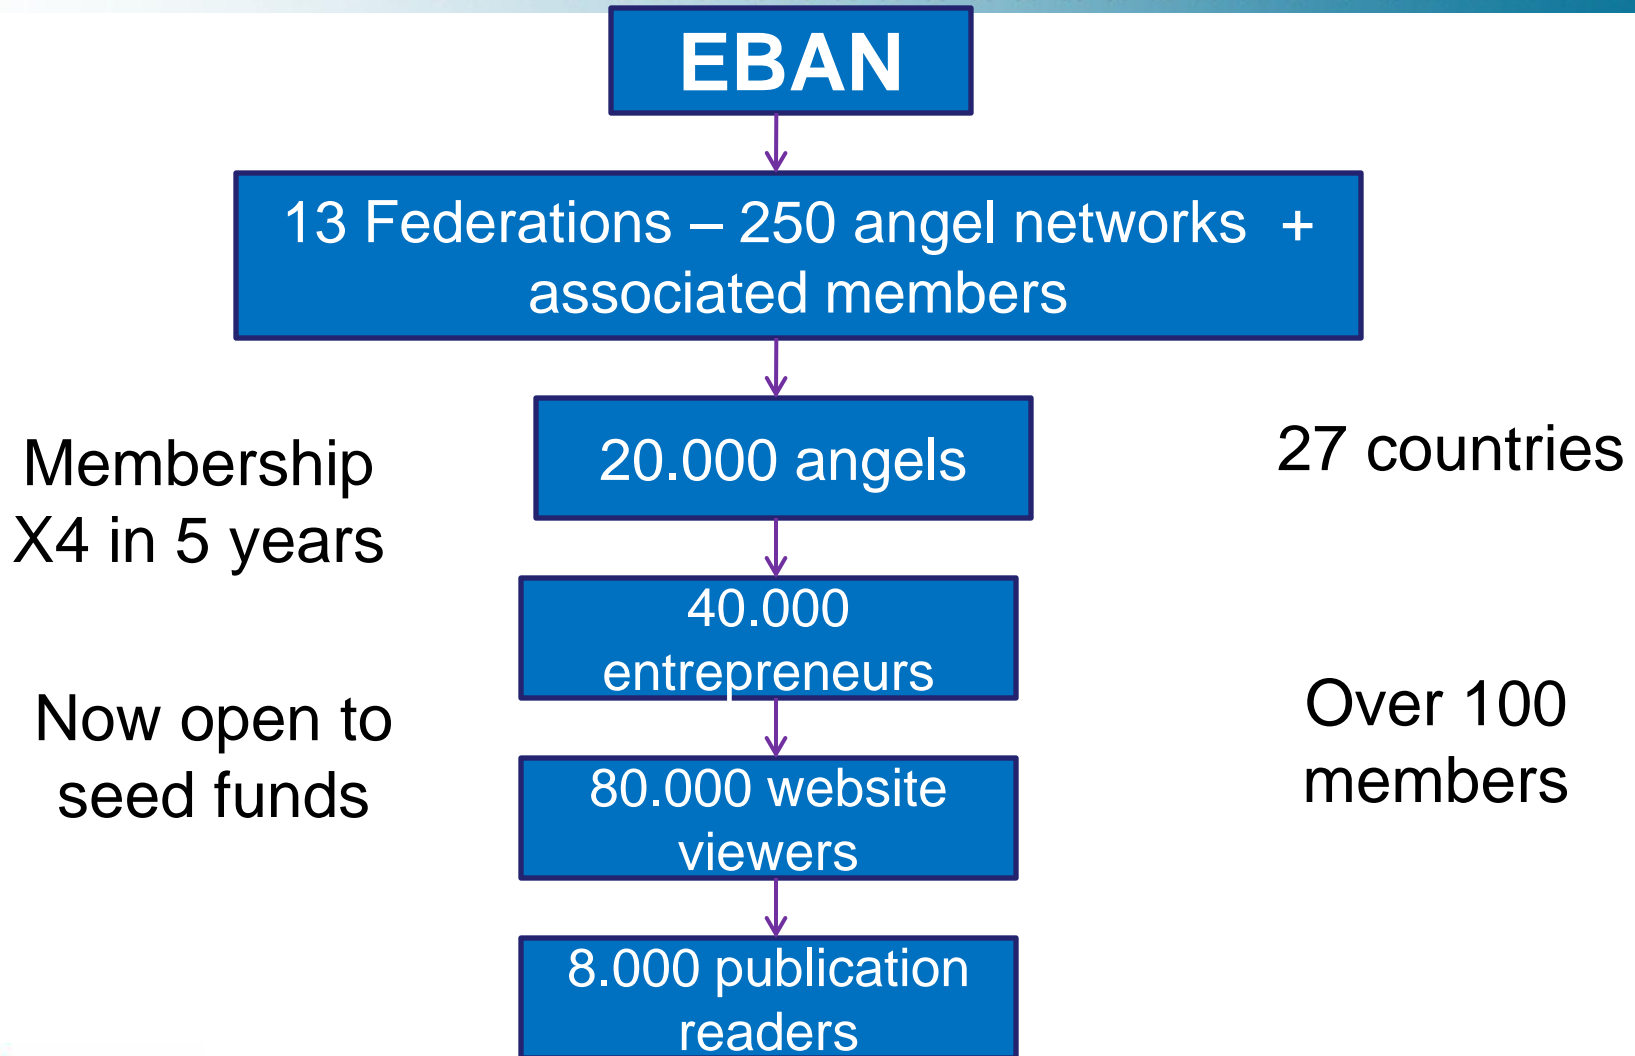 EBAN
13 Federations – 250 angel networks +
associated members
20.000 angels
Membership
X4 in 5 years
27 countries
40.000
entrepreneurs
Now open to
seed funds
Over 100
members
80.000 website
viewers
8.000 publication
readers